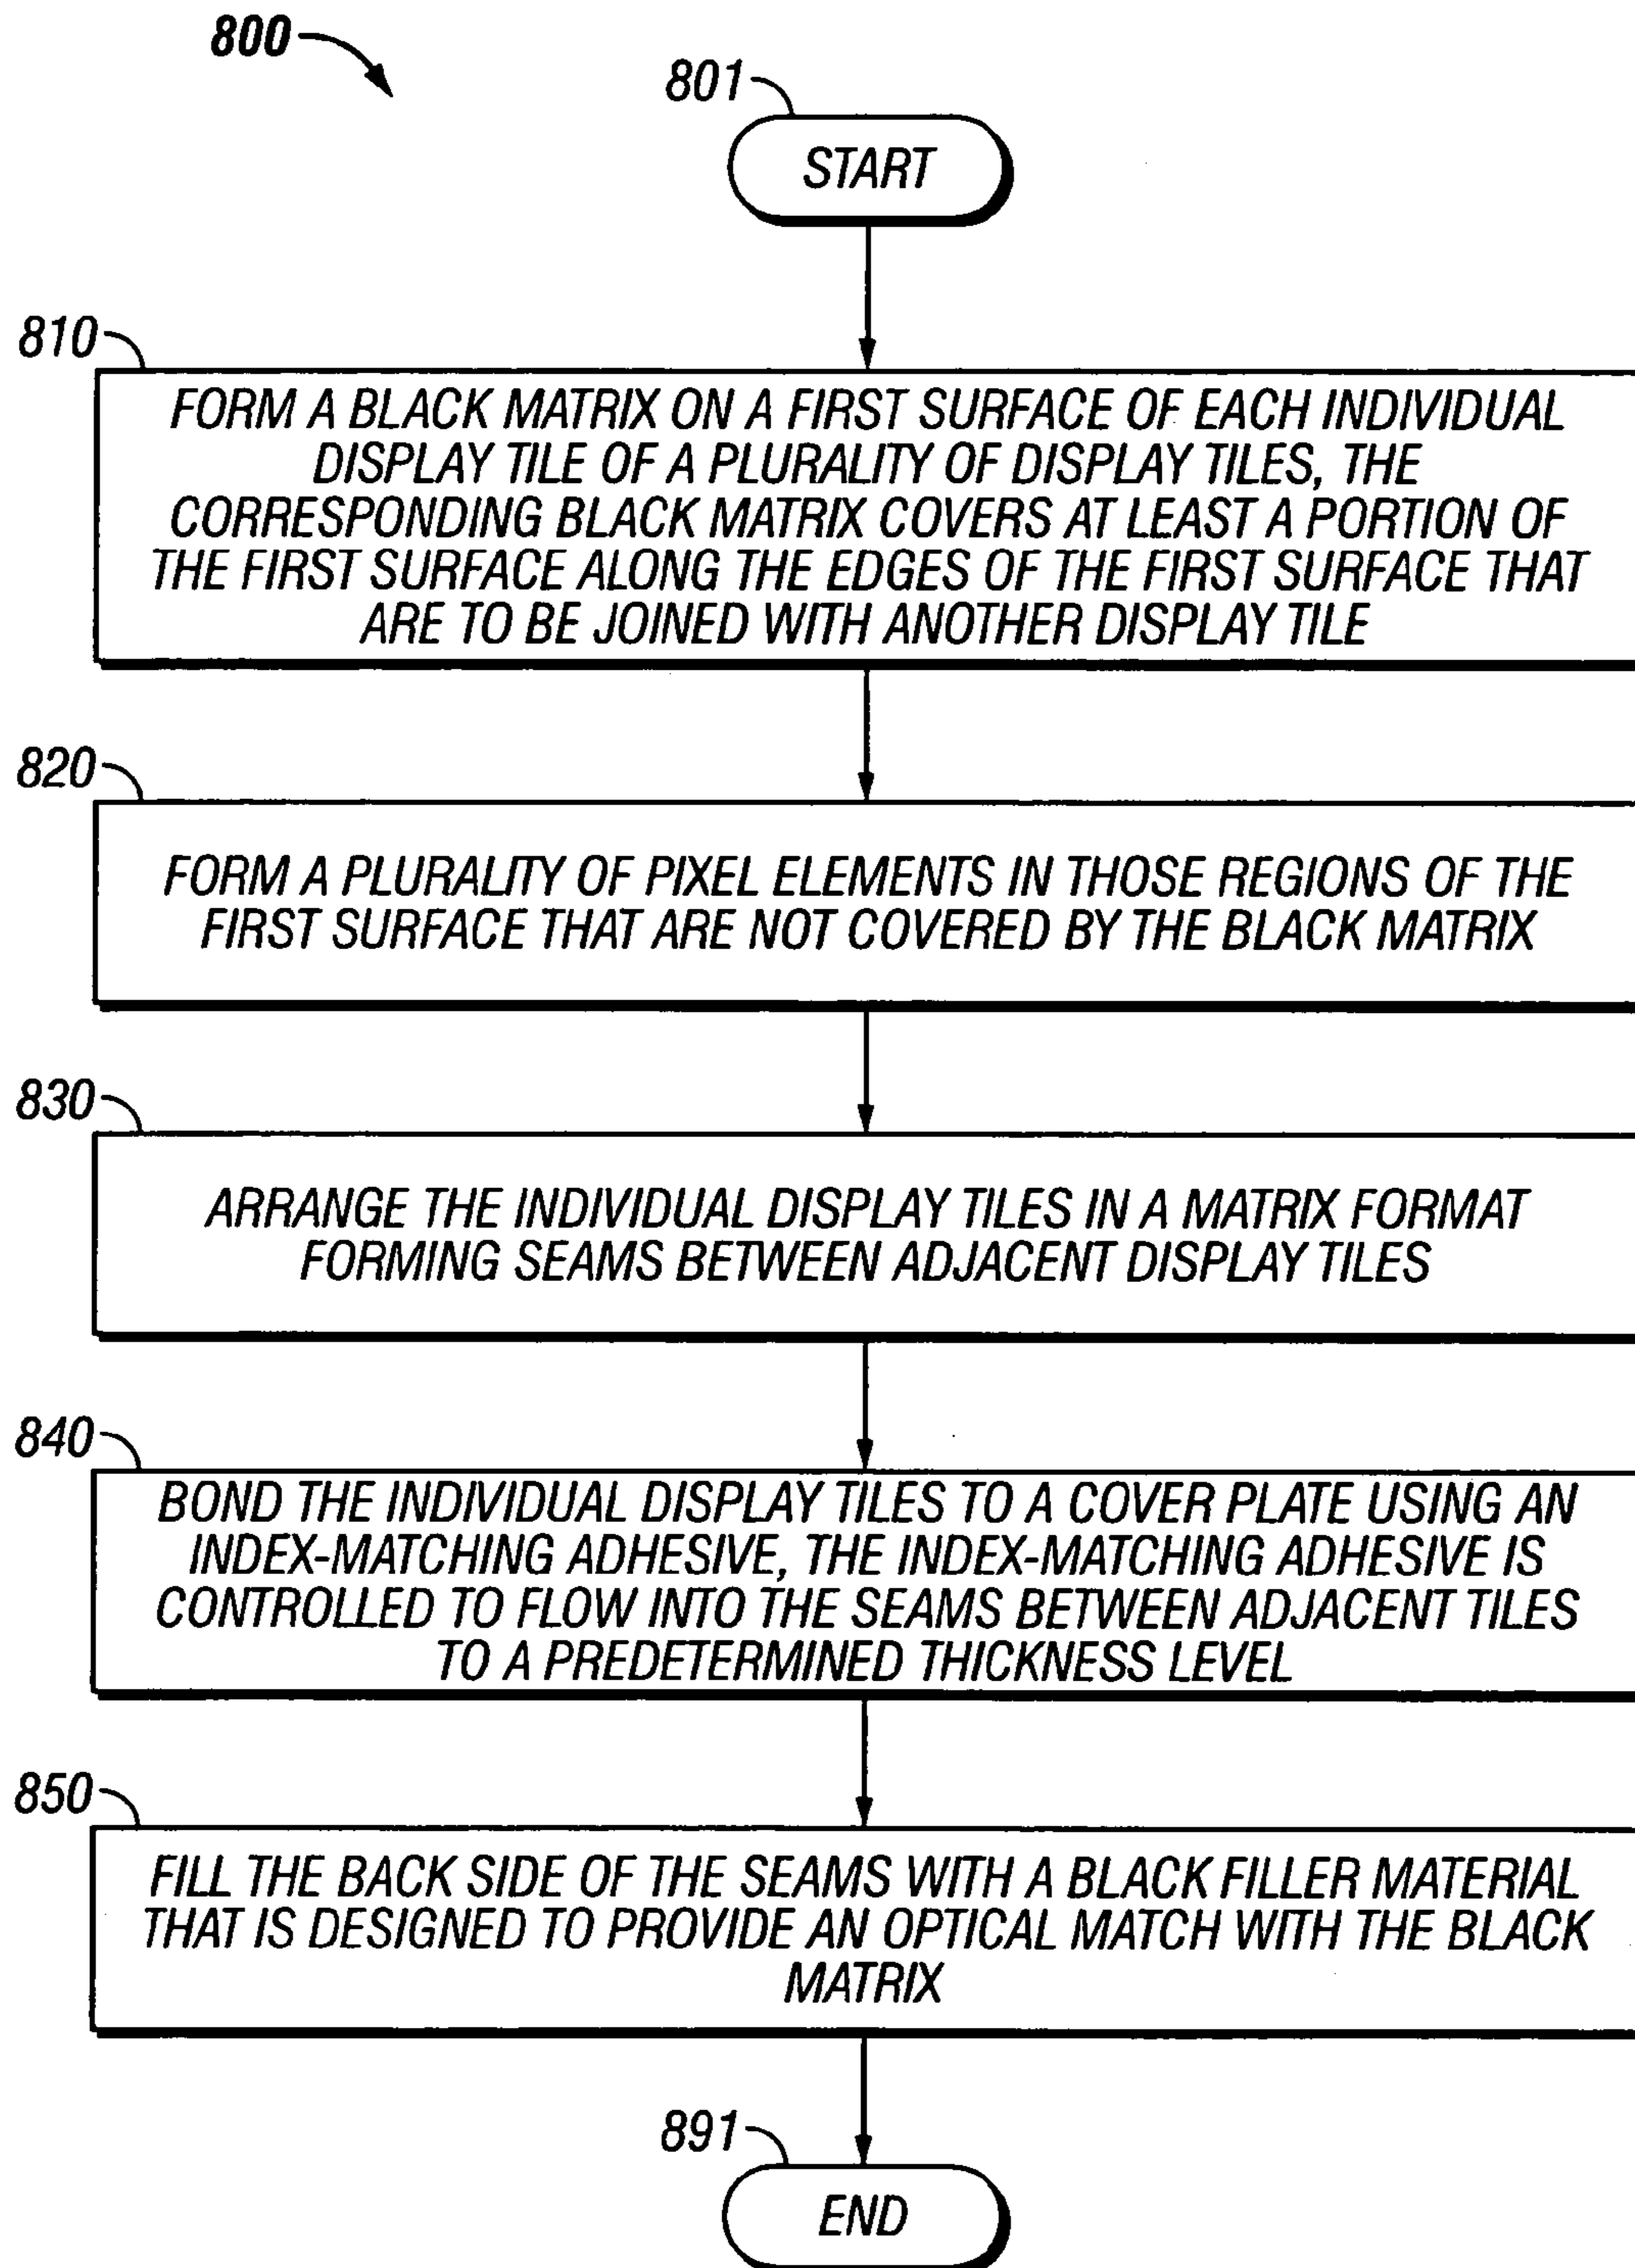 800
801
START
810
FORM A BLACK MATRIX ON A FIRST SURFACE OF EACH INDIVIDUAL
DISPLAY TILE OF A PLURALITY OF DISPLAY TILES, THE
CORRESPONDING BLACK MATRIX COVERS AT LEAST A PORTION OF
THE FIRST SURFACE ALONG THE EDGES OF THE FIRST SURFACE THAT
ARE TO BE JOINED WITH ANOTHER DISPLAY TILE
820
FORM A PLURALITY OF PIXEL ELEMENTS IN THOSE REGIONS OF THE
FIRST SURFACE THAT ARE NOT COVERED BY THE BLACK MATRIX
830
ARRANGE THE INDIVIDUAL DISPLAY TILES IN A MATRIX FORMAT
FORMING SEAMS BETWEEN ADJACENT DISPLAY TILES
840
BOND THE INDIVIDUAL DISPLAY TILES TO A COVER PLATE USING AN
INDEX-MATCHING ADHESIVE, THE INDEX-MATCHING ADHESIVE IS
CONTROLLED TO FLOW INTO THE SEAMS BETWEEN ADJACENT TILES
TO A PREDETERMINED THICKNESS LEVEL
850
FILL THE BACK SIDE OF THE SEAMS WITH A BLACK FILLER MATERIAL
THAT IS DESIGNED TO PROVIDE AN OPTICAL MATCH WITH THE BLACK
MATRIX
891
END